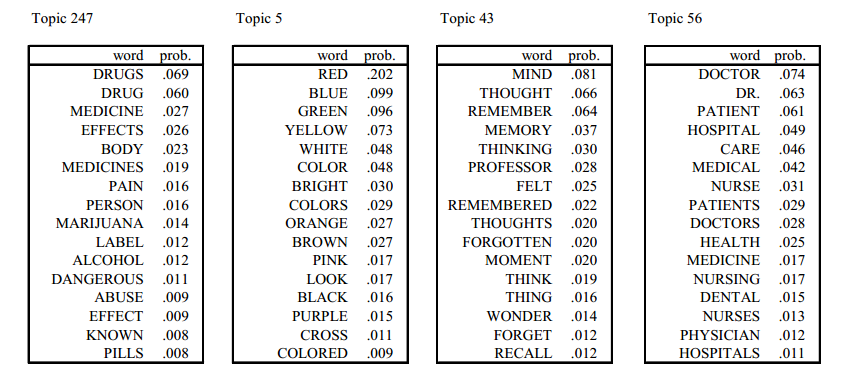 Topic 247
word prob.
DRUGS .069
DRUG .060
MEDICINE .027
EFFECTS .026
BODY .023
MEDICINES .019
PAIN .016
PERSON .016
MARIJUANA .014
LABEL .012
ALCOHOL .012
DANGEROUS .011
ABUSE .009
EFFECT .009
KNOWN .008
PILLS .008
Topic 5
word prob.
RED .202
BLUE .099
GREEN .096
YELLOW .073
WHITE .048
COLOR .048
BRIGHT .030
COLORS .029
ORANGE .027
BROWN .027
PINK .017
LOOK .017
BLACK .016
PURPLE .015
CROSS .011
COLORED .009
Topic 43
word prob.
MIND .081
THOUGHT .066
REMEMBER .064
MEMORY .037
THINKING .030
PROFESSOR .028
FELT .025
REMEMBERED .022
THOUGHTS .020
FORGOTTEN .020
MOMENT .020
THINK .019
THING .016
WONDER .014
FORGET .012
RECALL .012
Topic 56
word prob.
DOCTOR .074
DR. .063
PATIENT .061
HOSPITAL .049
CARE .046
MEDICAL .042
NURSE .031
PATIENTS .029
DOCTORS .028
HEALTH .025
MEDICINE .017
NURSING .017
DENTAL .015
NURSES .013
PHYSICIAN .012
HOSPITALS .011